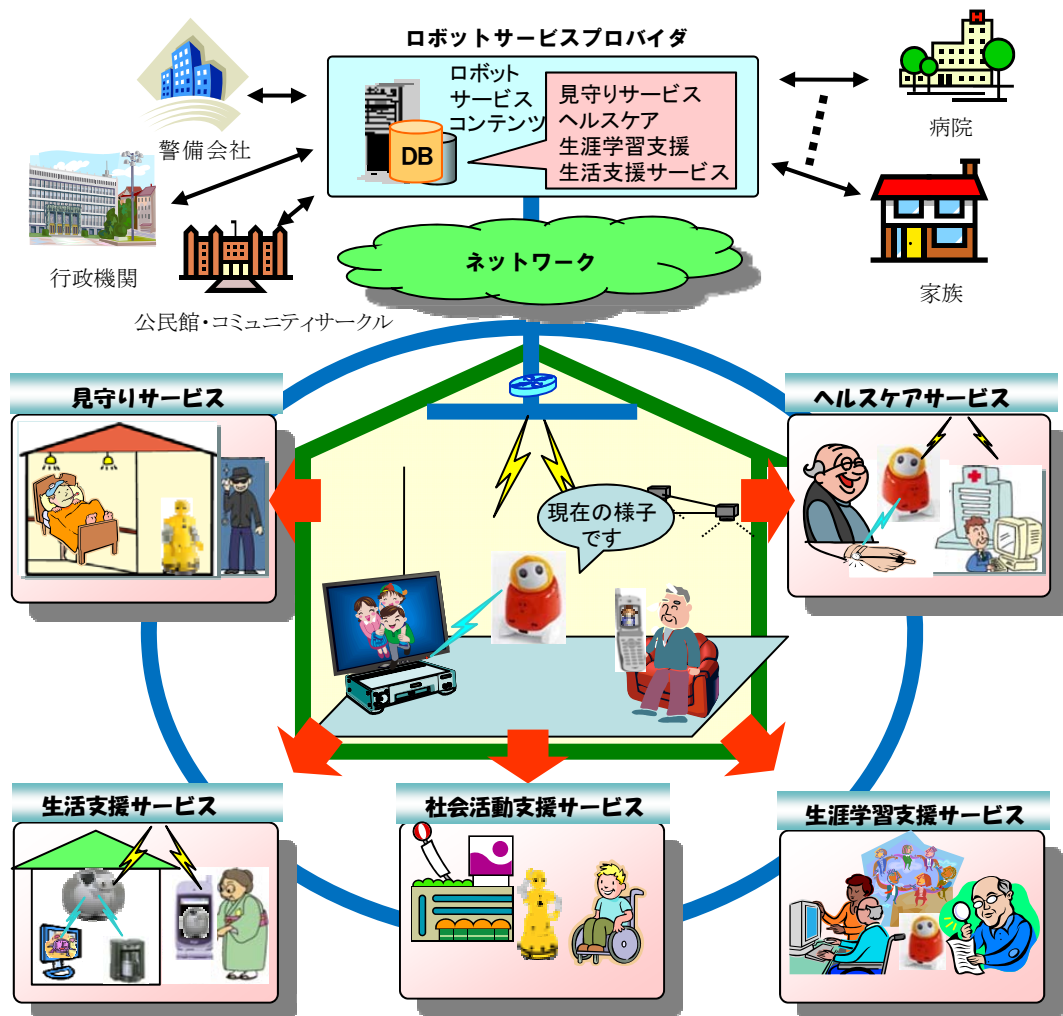 ロボットサービスプロバイダ
ロボット
サービス
コンテンツ
DB
見守りサービス
ヘルスケア
生涯学習支援
生活支援サービス
H
病院
警備会社
行政機関
公民館・コミュニティサークル
家族
ネットワーク
見守りサービス
ヘルスケアサービス
現在の様子
です
生活支援サービス
社会活動支援サービス
生涯学習支援サービス